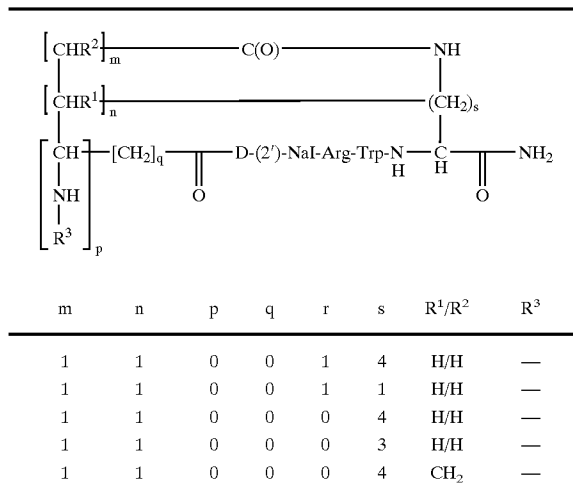 [CHR²]m C(O) NH
[CHR¹]n (CH₂)s
CH [CH₂]q D-(2')-NaI-Arg-Trp-N C NH₂
H H
NH O O
R³
p
m n p q r s R¹/R² R³
1 1 0 0 1 4 H/H —
1 1 0 0 1 1 H/H —
1 1 0 0 0 4 H/H —
1 1 0 0 0 3 H/H —
1 1 0 0 0 4 CH₂ —